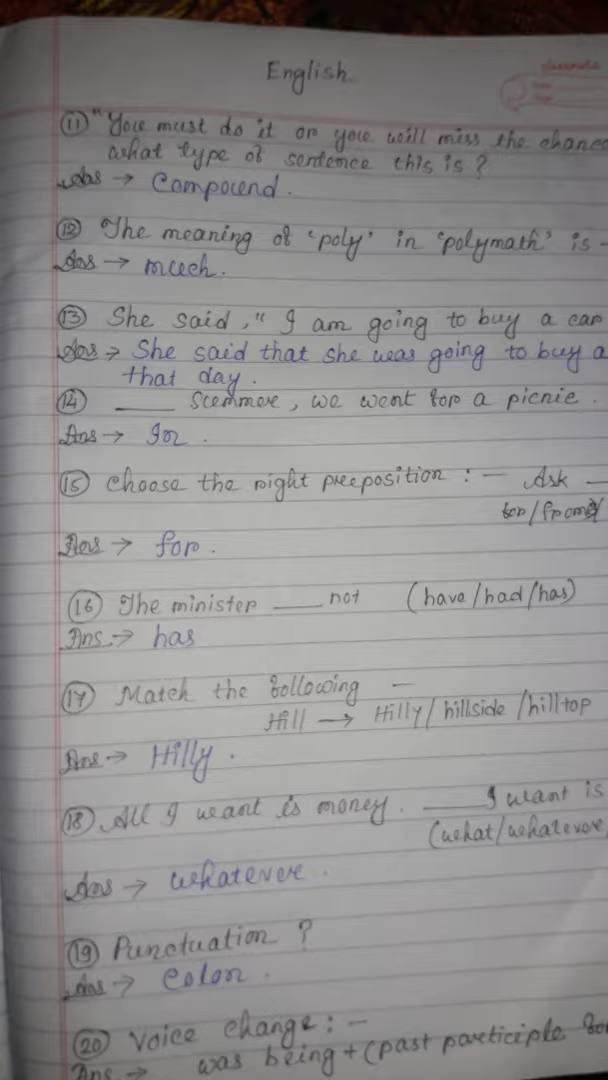 English
classmate
(11) "You must do it or you will miss the chance
what type of sentence this is ?
Ans → Compound.
(12) The meaning of 'poly' in 'polymath' is -
Ans → much.
(13) She said, " I am going to buy a car
Ans → She said that she was going to buy a
that day.
(14) ____ Summer, we went for a picnic.
Ans → In.
(15) Choose the right preposition : - Ask -
for/from
Ans → for.
(16) The minister ____ not (have/had/has)
Ans → has
(17) Match the following -
Hill → Hilly/hillside/hilltop
Ans → Hilly.
(18) All I want is money. ____ I want is
(what/whatever,
Ans → whatever.
(19) Punctuation ?
Ans → Colon.
(20) Voice change : -
Ans → was being + (past participle